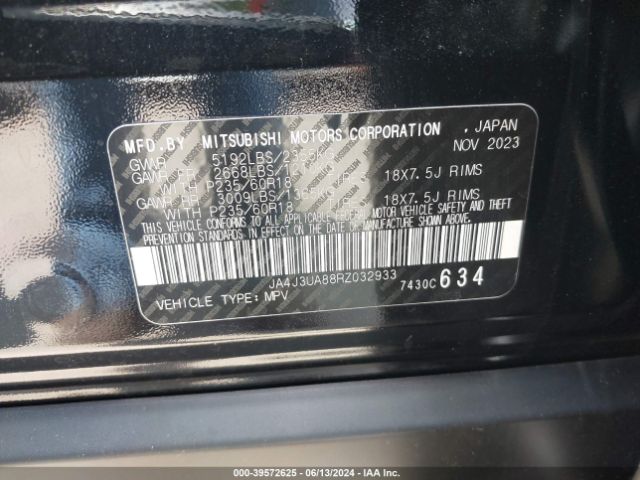 MFD.BY MITSUBISHI MOTORS CORPORATION , JAPAN
NOV 2023
GVWR 5192LBS/2355KG
GAWR FR 2668LBS/
WITH P235/60R18 18X7.5J RIMS
GAWR RR 3009LBS/
WITH P235/60R18 18X7.5J RIMS
THIS VEHICLE CONFORMS TO ALL APPLICABLE FEDERAL MOTOR VEHICLE SAFETY AND THEFT
PREVENTION STANDARDS IN EFFECT ON THE DATE OF MANUFACTURE SHOWN ABOVE.
JA4J3UA88RZ032933
VEHICLE TYPE: MPV 7430C 634
000-39572625 - 06/13/2024 - IAA Inc. Copyright